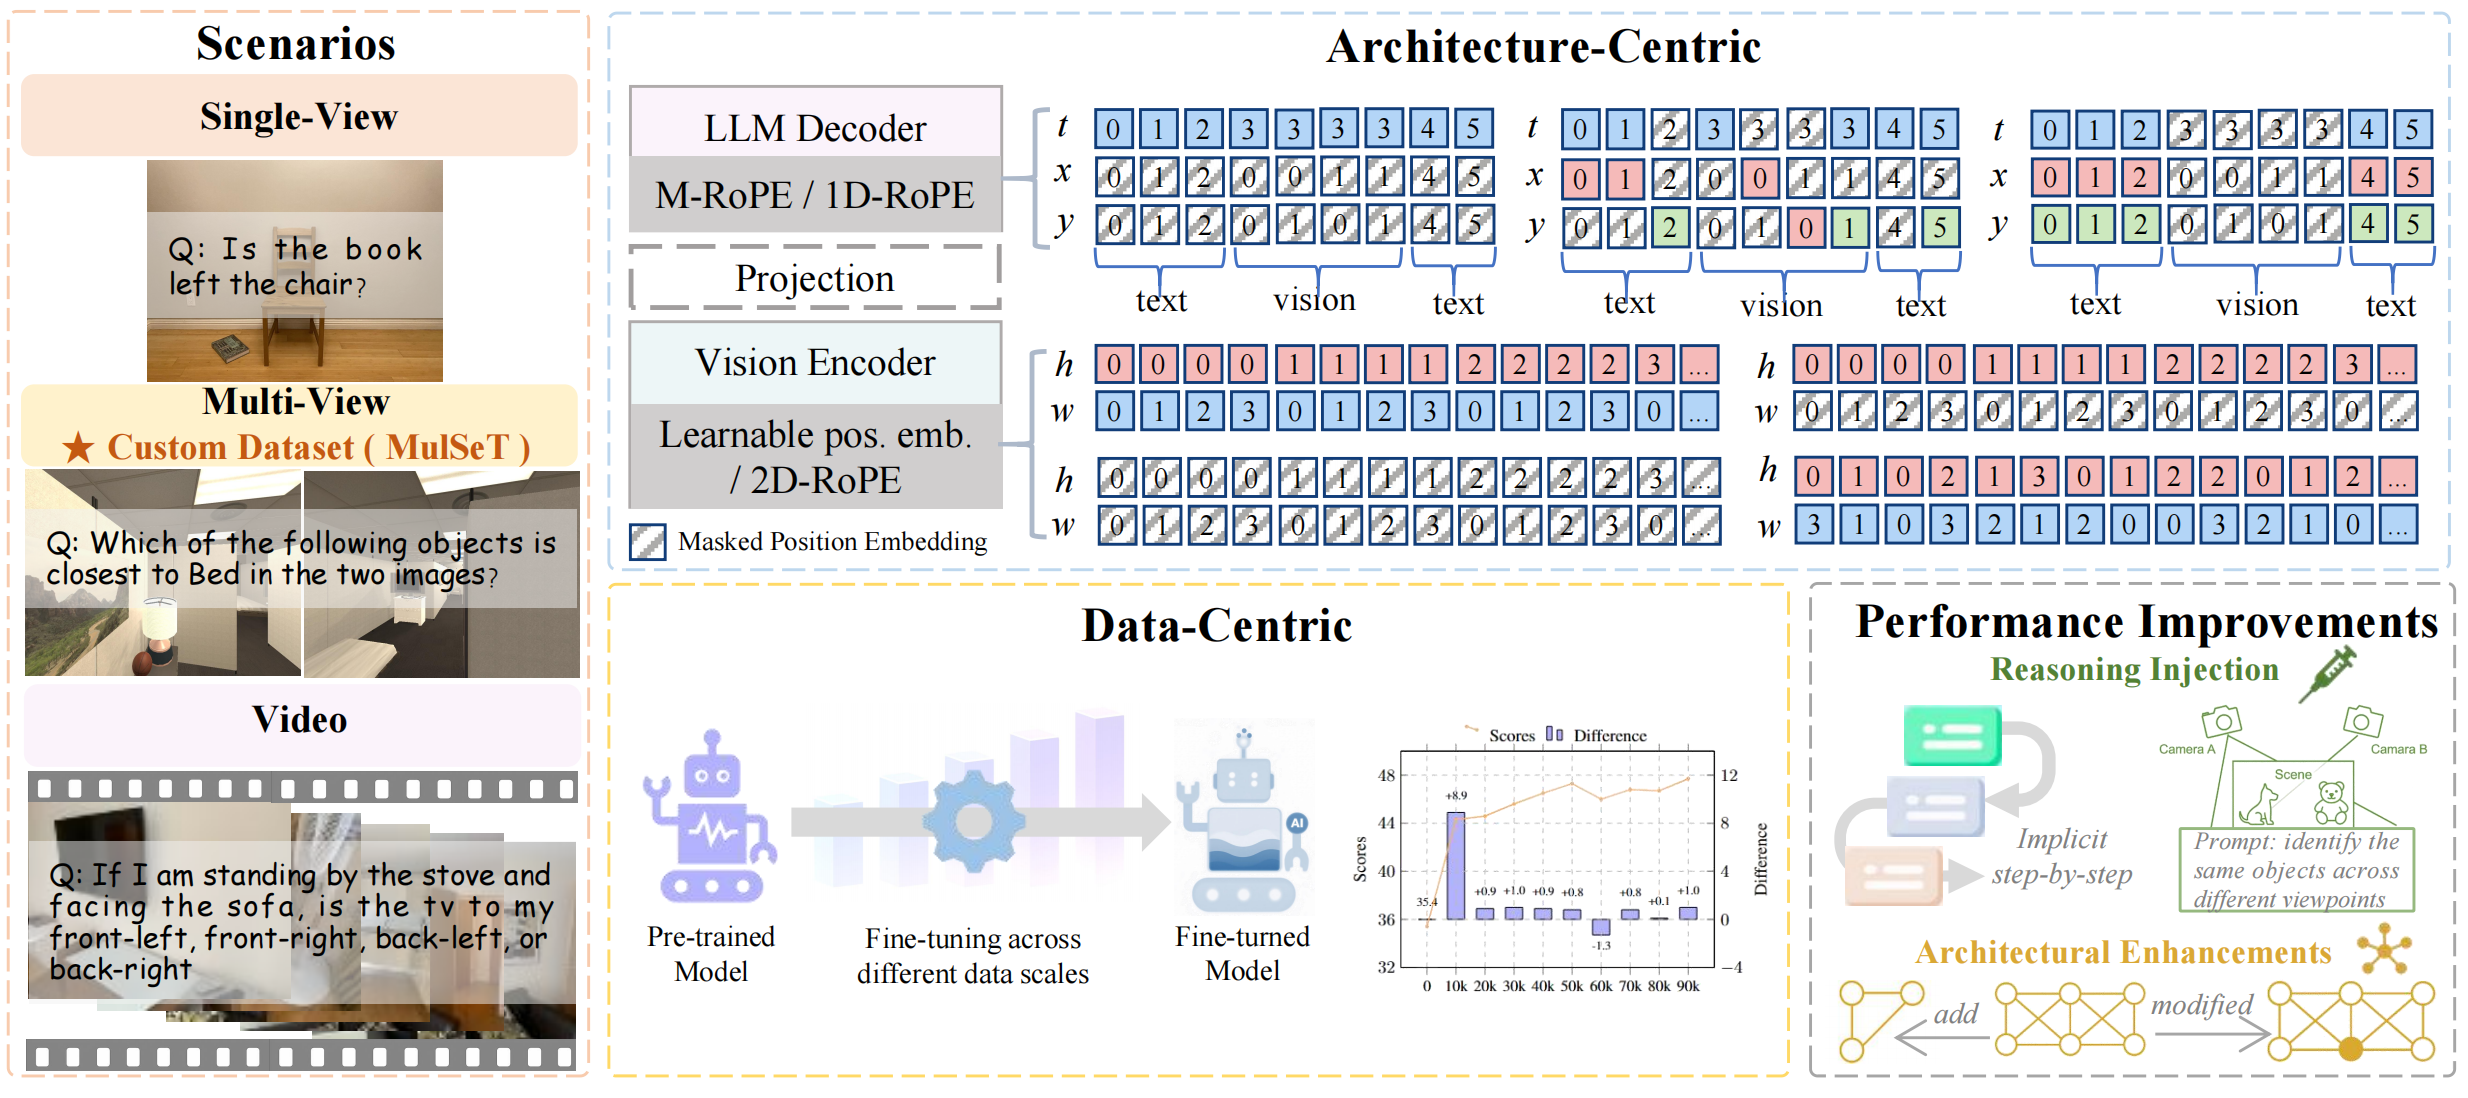 Scenarios
Single-View
Q: Is the book
left the chair?
Multi-View
★ Custom Dataset ( MulSeT )
Q: Which of the following objects is
closest to Bed in the two images?
Video
Q: If I am standing by the stove and
facing the sofa, is the tv to my
front-left, front-right, back-left, or
back-right
Architecture-Centric
LLM Decoder
M-RoPE / 1D-RoPE
Projection
Vision Encoder
Learnable pos. emb.
/ 2D-RoPE
Masked Position Embedding
t 0 1 2 3 3 3 3 4 5
x 0 1 2 0 0 1 1 4 5
y 0 1 2 0 1 0 1 4 5
text vision text
t 0 1 2 3 3 3 3 4 5
x 0 1 2 0 0 1 1 4 5
y 0 1 2 0 1 0 1 4 5
text vision text
t 0 1 2 3 3 3 3 4 5
x 0 1 2 0 0 1 1 4 5
y 0 1 2 0 1 0 1 4 5
text vision text
h 0 0 0 0 1 1 1 1 2 2 2 2 3 ...
w 0 1 2 3 0 1 2 3 0 1 2 3 0 ...
h 0 0 0 0 1 1 1 1 2 2 2 2 3 ...
w 0 1 2 3 0 1 2 3 0 1 2 3 0 ...
h 0 0 0 0 1 1 1 1 2 2 2 2 3 ...
w 0 1 2 3 0 1 2 3 0 1 2 3 0 ...
h 0 1 0 2 1 3 0 1 2 2 0 1 2 ...
w 3 1 0 3 2 1 2 0 0 3 2 1 0 ...
Data-Centric
Pre-trained
Model
Fine-tuning across
different data scales
AI
Fine-turned
Model
Scores Difference
Scores
48
44
40
36
32
35.4
+8.9
+0.9
+1.0
+0.9
+0.8
-1.3
+0.8
+0.1
+1.0
12
8
4
0
−4
Difference
0 10k 20k 30k 40k 50k 60k 70k 80k 90k
Performance Improvements
Reasoning Injection
Implicit
step-by-step
Camera A
Camara B
Scene
Prompt: identify the
same objects across
different viewpoints
Architectural Enhancements
add
modified